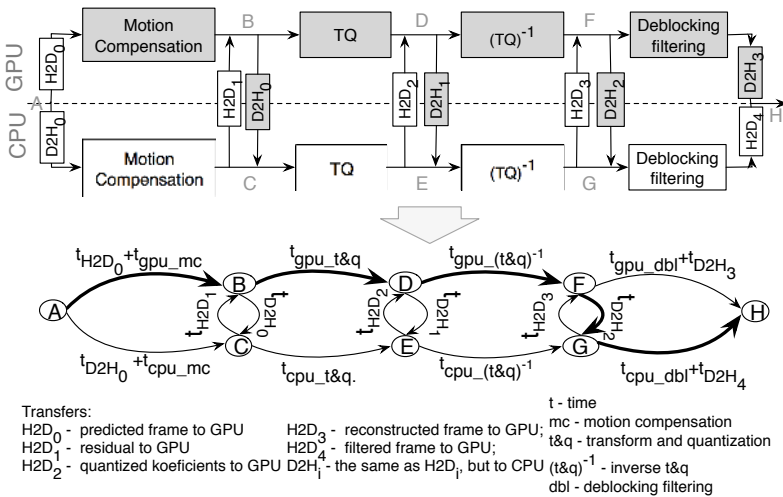 GPU
CPU
A
H2D0
D2H0
Motion
Compensation
Motion
Compensation
B
C
H2D1
D2H0
TQ
TQ
D
E
H2D2
D2H1
(TQ)-1
(TQ)-1
F
G
H2D3
D2H2
Deblocking
filtering
Deblocking
filtering
D2H3
H2D4
H
tH2D0+tgpu_mc
tgpu_t&q
tgpu_(t&q)-1
tgpu_dbl+tD2H3
A
B
D
F
H
tH2D1
tD2H0
tH2D2
tD2H1
tH2D3
tD2H2
C
E
G
tD2H0+tcpu_mc
tcpu_t&q.
tcpu_(t&q)-1
tcpu_dbl+tD2H4
Transfers:
H2D0 - predicted frame to GPU
H2D1 - residual to GPU
H2D2 - quantized koeficients to GPU
H2D3 - reconstructed frame to GPU;
H2D4 - filtered frame to GPU;
D2Hi - the same as H2Di, but to CPU
t - time
mc - motion compensation
t&q - transform and quantization
(t&q)-1 - inverse t&q
dbl - deblocking filtering